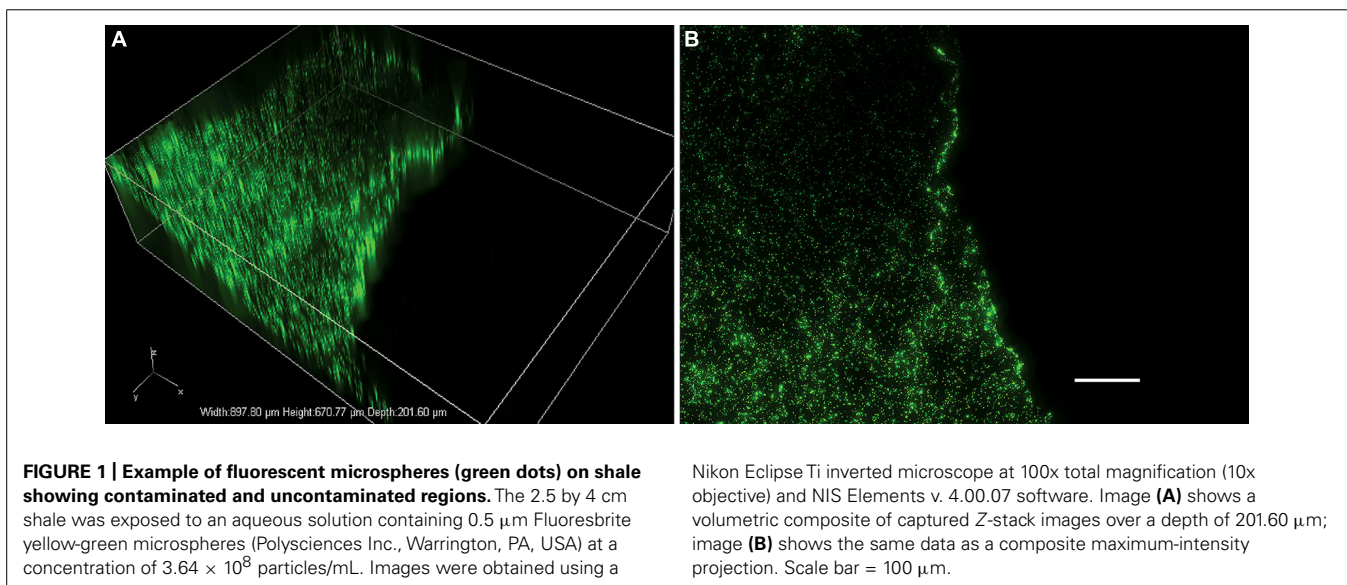 A
B
z
y
x
Width:897.80 µm Height:670.77 µm Depth:201.60 µm
FIGURE 1 | Example of fluorescent microspheres (green dots) on shale
showing contaminated and uncontaminated regions. The 2.5 by 4 cm
shale was exposed to an aqueous solution containing 0.5 µm Fluoresbrite
yellow-green microspheres (Polysciences Inc., Warrington, PA, USA) at a
concentration of 3.64 × 10⁸ particles/mL. Images were obtained using a
Nikon Eclipse Ti inverted microscope at 100x total magnification (10x
objective) and NIS Elements v. 4.00.07 software. Image (A) shows a
volumetric composite of captured Z-stack images over a depth of 201.60 µm;
image (B) shows the same data as a composite maximum-intensity
projection. Scale bar = 100 µm.